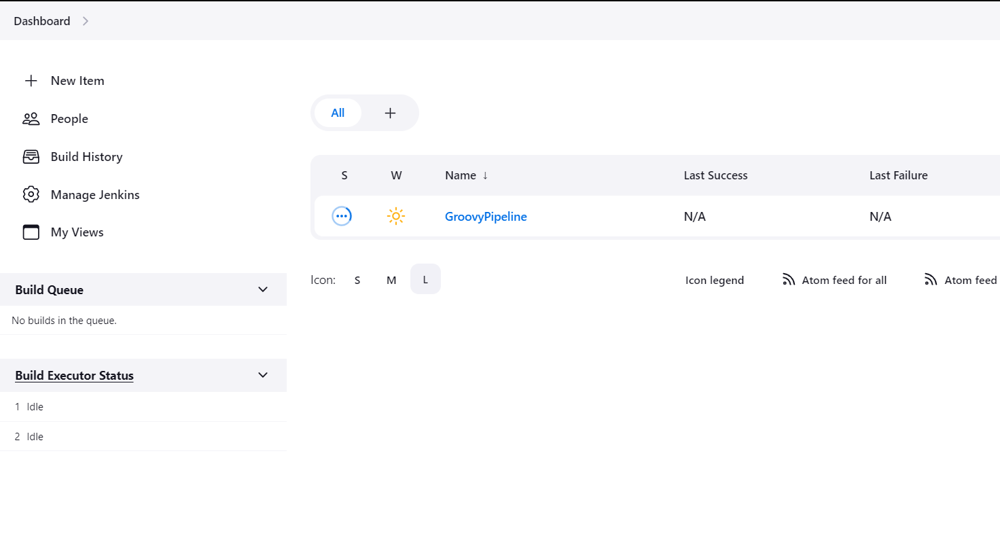 Dashboard
New Item
People
Build History
Manage Jenkins
My Views
Build Queue
No builds in the queue.
Build Executor Status
1 Idle
2 Idle
All
S W Name ↓ Last Success Last Failure
GroovyPipeline N/A N/A
Icon: S M L
Icon legend Atom feed for all Atom feed